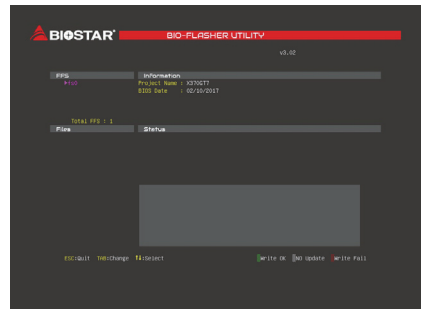 BIOSTAR BIO-FLASHER UTILITY
v3.02
FFS Information
fs0 Project Name : X370GT7
BIOS Date : 02/10/2017
Total FFS : 1
Files Status
ESC:Quit TAB:Change ↑↓:Select Write OK NO Update Write Fail